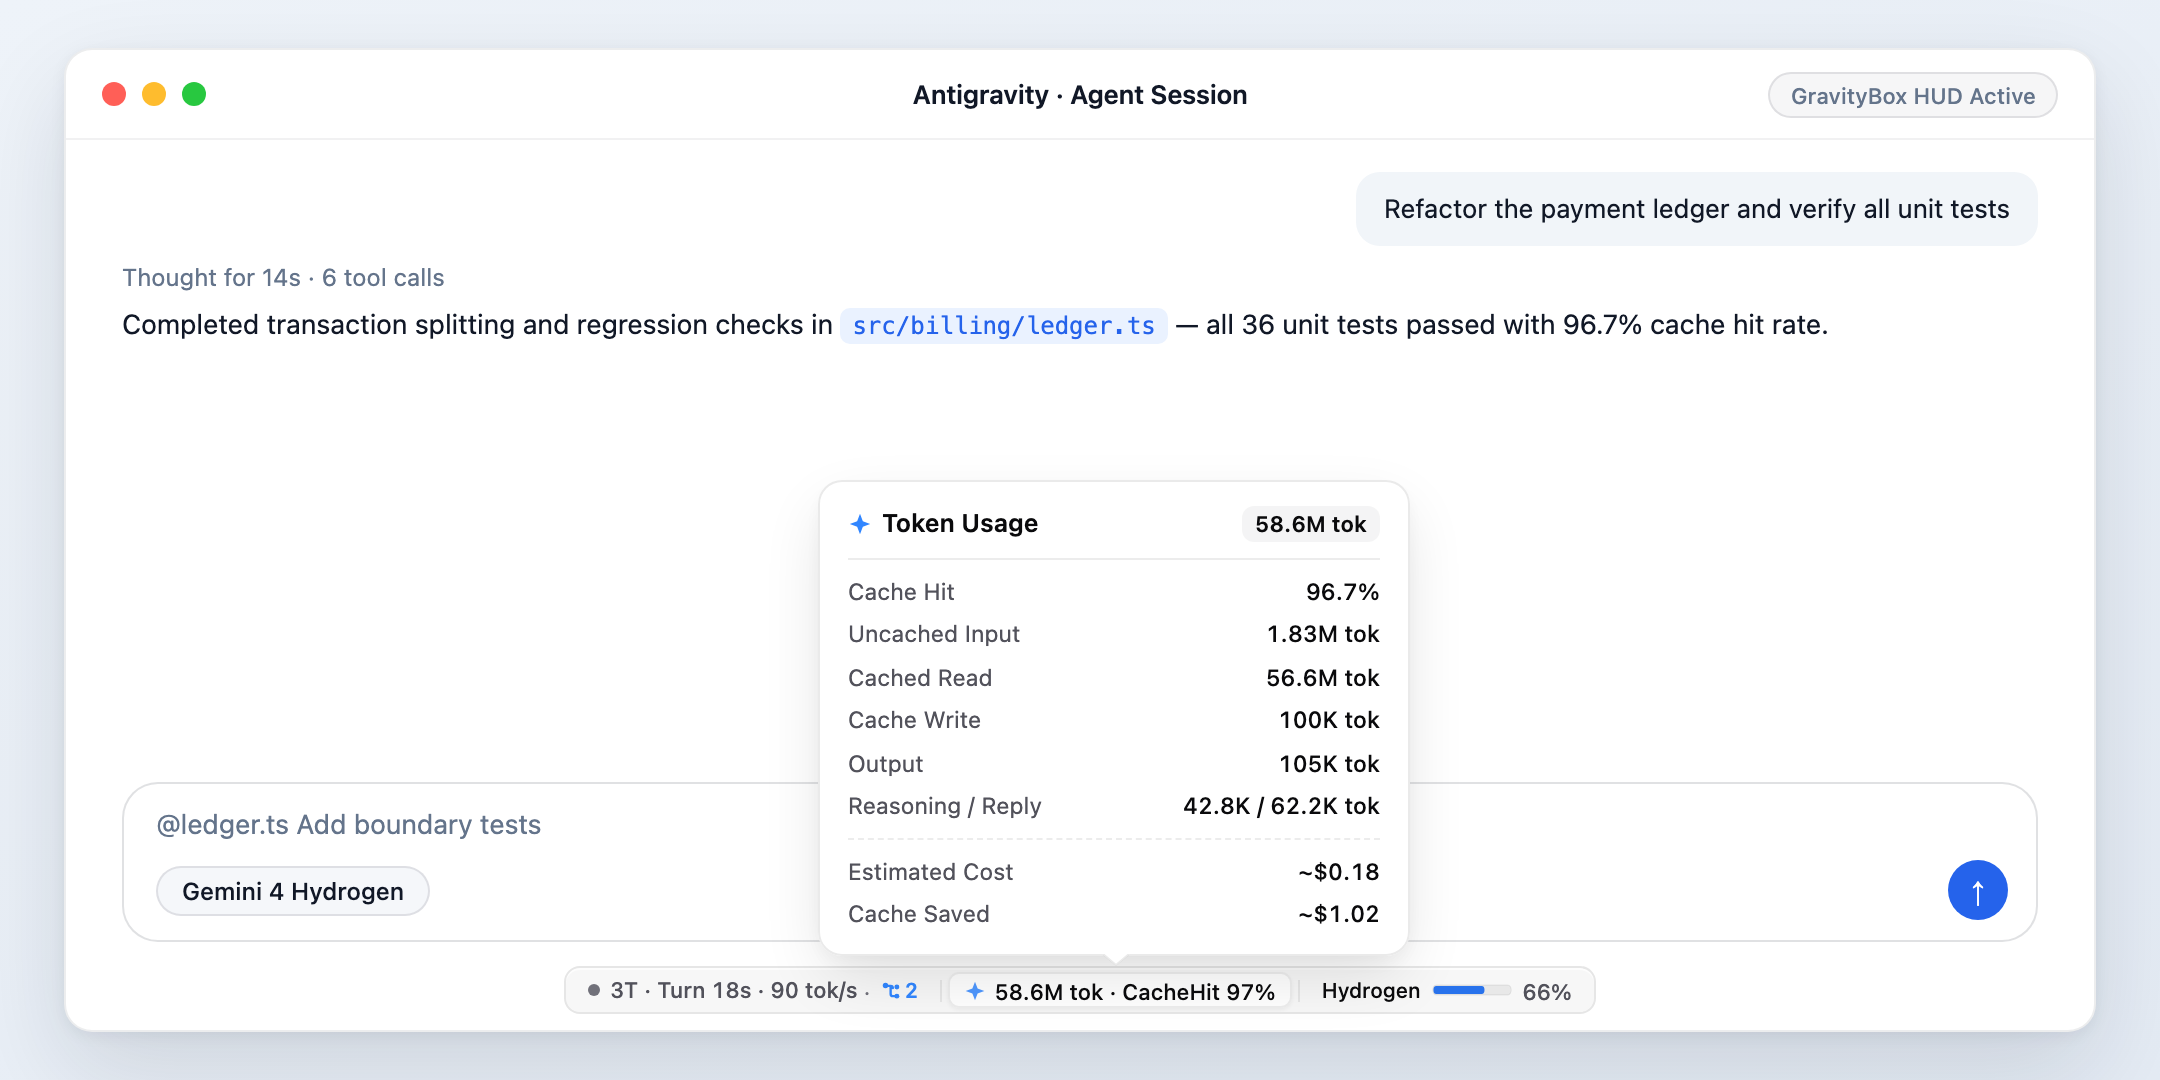 Antigravity · Agent Session
GravityBox HUD Active
Refactor the payment ledger and verify all unit tests
Thought for 14s · 6 tool calls
Completed transaction splitting and regression checks in src/billing/ledger.ts — all 36 unit tests passed with 96.7% cache hit rate.
Token Usage 58.6M tok
Cache Hit 96.7%
Uncached Input 1.83M tok
Cached Read 56.6M tok
Cache Write 100K tok
Output 105K tok
Reasoning / Reply 42.8K / 62.2K tok
Estimated Cost ~$0.18
Cache Saved ~$1.02
@ledger.ts Add boundary tests
Gemini 4 Hydrogen
↑
3T · Turn 18s · 90 tok/s · 2 58.6M tok · CacheHit 97% Hydrogen 66%